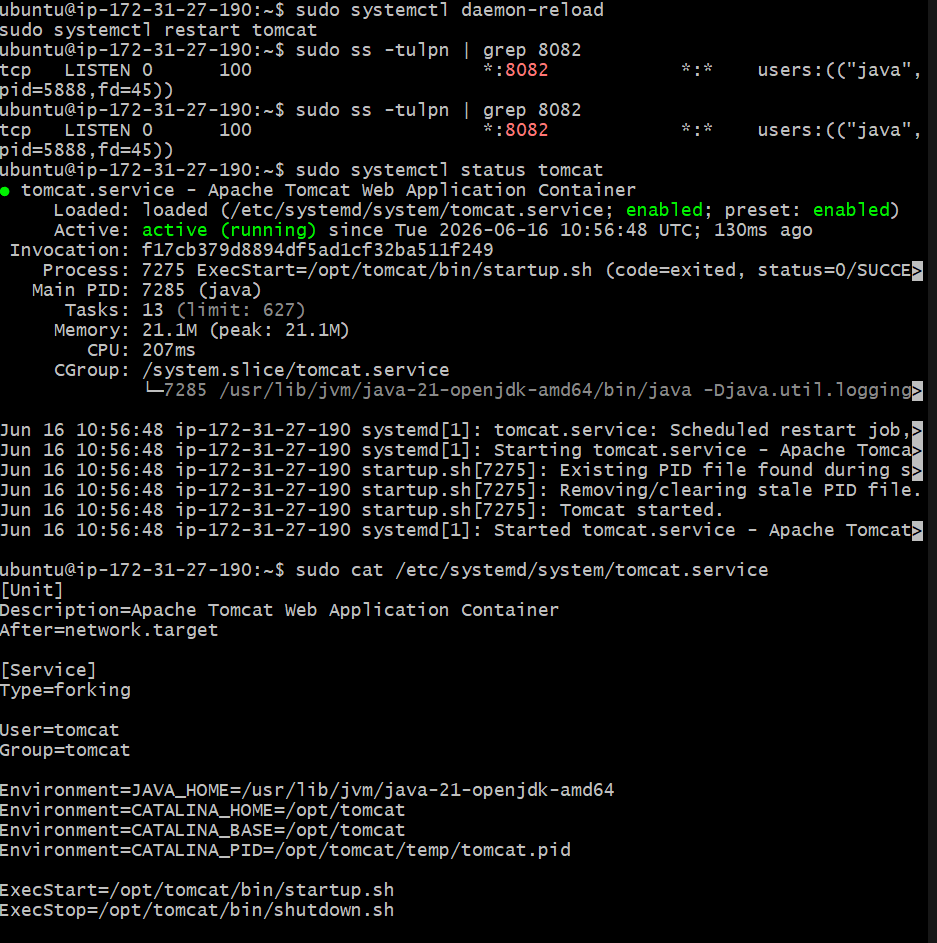 ubuntu@ip-172-31-27-190:~$ sudo systemctl daemon-reload
sudo systemctl restart tomcat
ubuntu@ip-172-31-27-190:~$ sudo ss -tulpn | grep 8082
tcp   LISTEN 0      100                     *:8082            *:*    users:(("java",
pid=5888,fd=45))
ubuntu@ip-172-31-27-190:~$ sudo ss -tulpn | grep 8082
tcp   LISTEN 0      100                     *:8082            *:*    users:(("java",
pid=5888,fd=45))
ubuntu@ip-172-31-27-190:~$ sudo systemctl status tomcat
● tomcat.service - Apache Tomcat Web Application Container
     Loaded: loaded (/etc/systemd/system/tomcat.service; enabled; preset: enabled)
     Active: active (running) since Tue 2026-06-16 10:56:48 UTC; 130ms ago
 Invocation: f17cb379d8894df5ad1cf32ba511f249
    Process: 7275 ExecStart=/opt/tomcat/bin/startup.sh (code=exited, status=0/SUCCE>
   Main PID: 7285 (java)
      Tasks: 13 (limit: 627)
     Memory: 21.1M (peak: 21.1M)
        CPU: 207ms
     CGroup: /system.slice/tomcat.service
             └─7285 /usr/lib/jvm/java-21-openjdk-amd64/bin/java -Djava.util.logging>

Jun 16 10:56:48 ip-172-31-27-190 systemd[1]: tomcat.service: Scheduled restart job,>
Jun 16 10:56:48 ip-172-31-27-190 systemd[1]: Starting tomcat.service - Apache Tomca>
Jun 16 10:56:48 ip-172-31-27-190 startup.sh[7275]: Existing PID file found during s>
Jun 16 10:56:48 ip-172-31-27-190 startup.sh[7275]: Removing/clearing stale PID file.
Jun 16 10:56:48 ip-172-31-27-190 startup.sh[7275]: Tomcat started.
Jun 16 10:56:48 ip-172-31-27-190 systemd[1]: Started tomcat.service - Apache Tomcat>

ubuntu@ip-172-31-27-190:~$ sudo cat /etc/systemd/system/tomcat.service
[Unit]
Description=Apache Tomcat Web Application Container
After=network.target

[Service]
Type=forking

User=tomcat
Group=tomcat

Environment=JAVA_HOME=/usr/lib/jvm/java-21-openjdk-amd64
Environment=CATALINA_HOME=/opt/tomcat
Environment=CATALINA_BASE=/opt/tomcat
Environment=CATALINA_PID=/opt/tomcat/temp/tomcat.pid

ExecStart=/opt/tomcat/bin/startup.sh
ExecStop=/opt/tomcat/bin/shutdown.sh